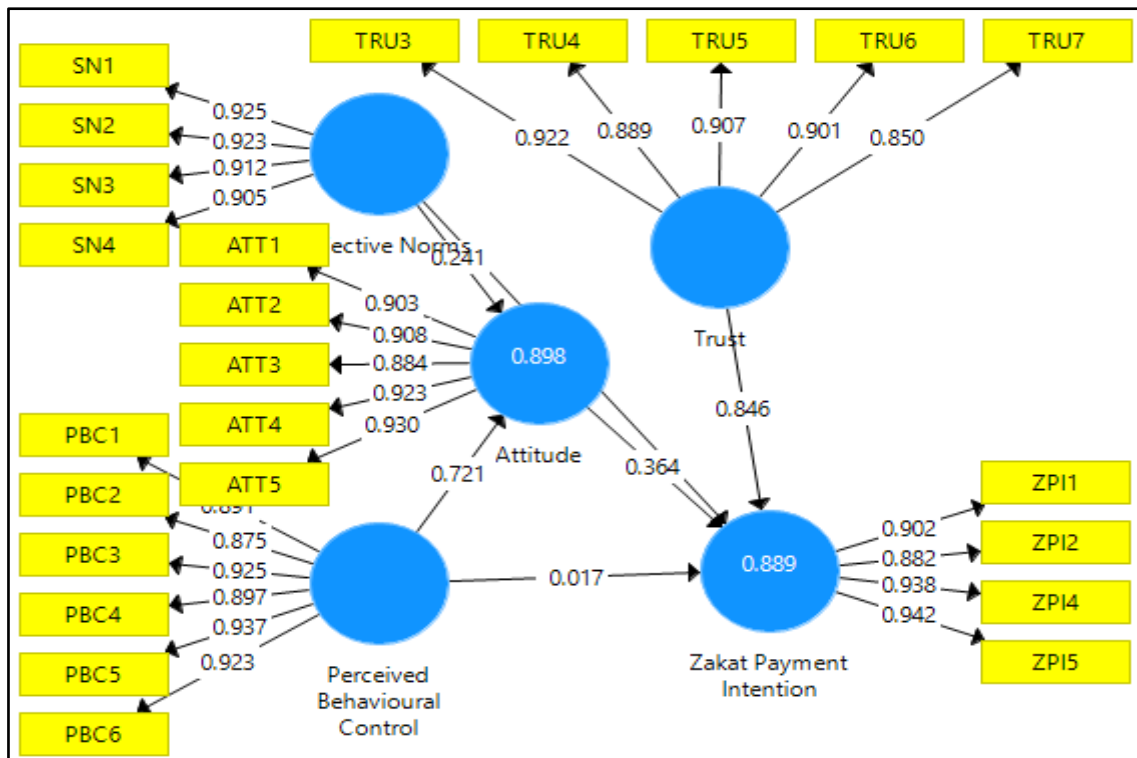 TRU3
TRU4
TRU5
TRU6
TRU7
SN1
SN2
SN3
SN4
0.925
0.923
0.912
0.905
0.922
0.889
0.907
0.901
0.850
ective Norms
0.241
Trust
ATT1
ATT2
ATT3
ATT4
ATT5
0.903
0.908
0.884
0.923
0.930
0.898
Attitude
0.846
0.721
0.364
PBC1
PBC2
PBC3
PBC4
PBC5
PBC6
0.875
0.925
0.897
0.937
0.923
Perceived
Behavioural
Control
0.017
0.889
Zakat Payment
Intention
0.902
0.882
0.938
0.942
ZPI1
ZPI2
ZPI4
ZPI5